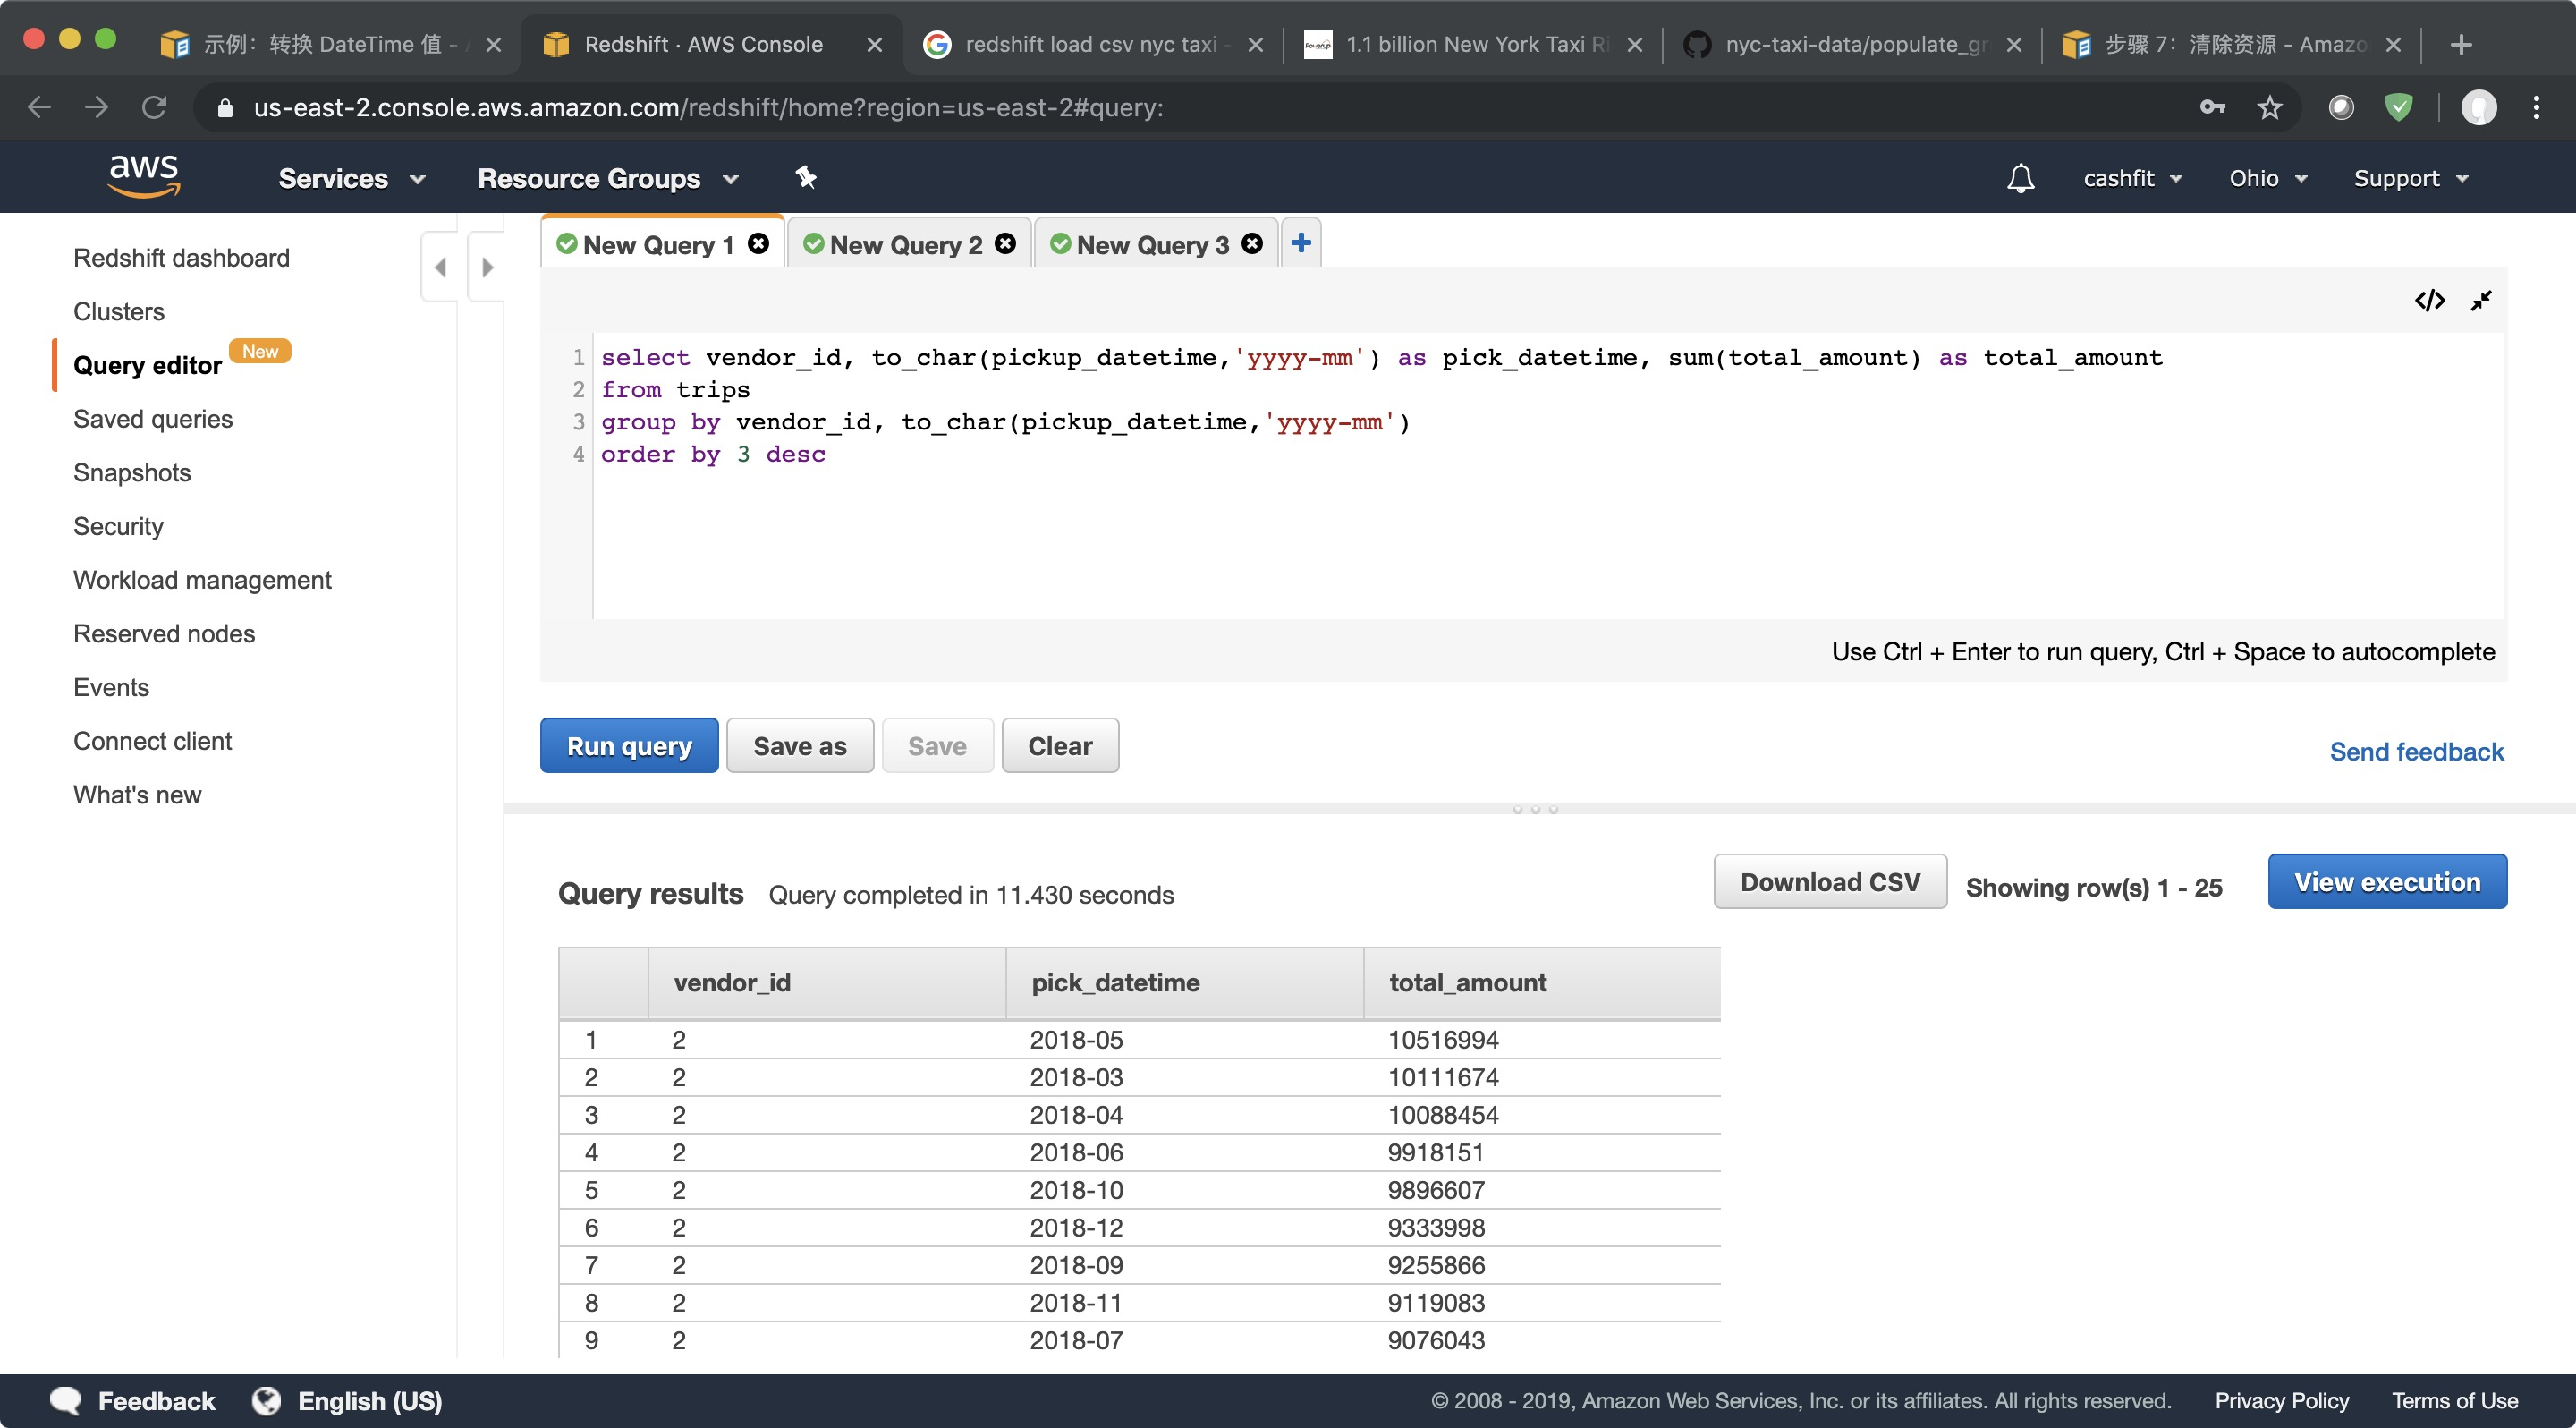 示例：转换 DateTime 值 -
Redshift · AWS Console
redshift load csv nyc taxi -
1.1 billion New York Taxi Ri
nyc-taxi-data/populate_gr
步骤 7：清除资源 - Amazo
us-east-2.console.aws.amazon.com/redshift/home?region=us-east-2#query:
aws
Services
Resource Groups
cashfit
Ohio
Support
Redshift dashboard
Clusters
Query editor
New
Saved queries
Snapshots
Security
Workload management
Reserved nodes
Events
Connect client
What's new
New Query 1
New Query 2
New Query 3
1 select vendor_id, to_char(pickup_datetime,'yyyy-mm') as pick_datetime, sum(total_amount) as total_amount
2 from trips
3 group by vendor_id, to_char(pickup_datetime,'yyyy-mm')
4 order by 3 desc
Use Ctrl + Enter to run query, Ctrl + Space to autocomplete
Run query
Save as
Save
Clear
Send feedback
Query results
Query completed in 11.430 seconds
Download CSV
Showing row(s) 1 - 25
View execution
vendor_id pick_datetime total_amount
1 2 2018-05 10516994
2 2 2018-03 10111674
3 2 2018-04 10088454
4 2 2018-06 9918151
5 2 2018-10 9896607
6 2 2018-12 9333998
7 2 2018-09 9255866
8 2 2018-11 9119083
9 2 2018-07 9076043
Feedback
English (US)
© 2008 - 2019, Amazon Web Services, Inc. or its affiliates. All rights reserved.
Privacy Policy
Terms of Use